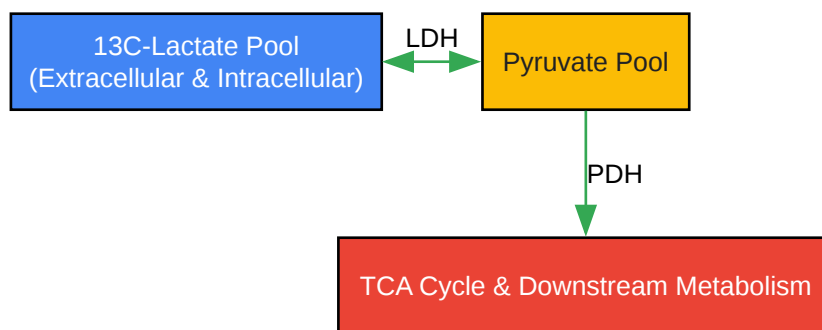 13C-Lactate Pool
(Extracellular & Intracellular)
LDH
Pyruvate Pool
PDH
TCA Cycle & Downstream Metabolism